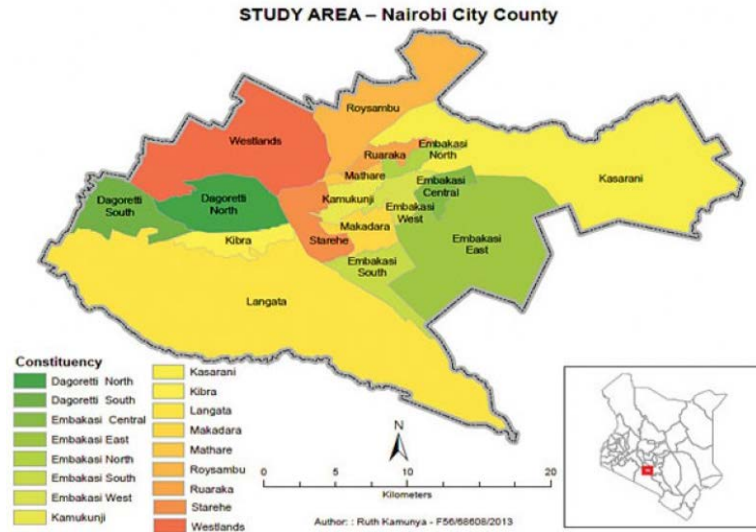 STUDY AREA – Nairobi City County
Roysambu
Westlands
Ruaraka
Embakasi
North
Mathare
Kasarani
Dagoretti
South
Dagoretti
North
Embakasi
Central
Kamukunji
Embakasi
West
Makadara
Kibra
Starehe
Embakasi
East
Embakasi
South
Langata
Constituency
Dagoretti North
Dagoretti South
Embakasi Central
Embakasi East
Embakasi North
Embakasi South
Embakasi West
Kamukunji
Kasarani
Kibra
Langata
Makadara
Mathare
Roysambu
Ruaraka
Starehe
Westlands
N
0 5 10 20
Kilometers
Author: : Ruth Kamunya - F56/68608/2013